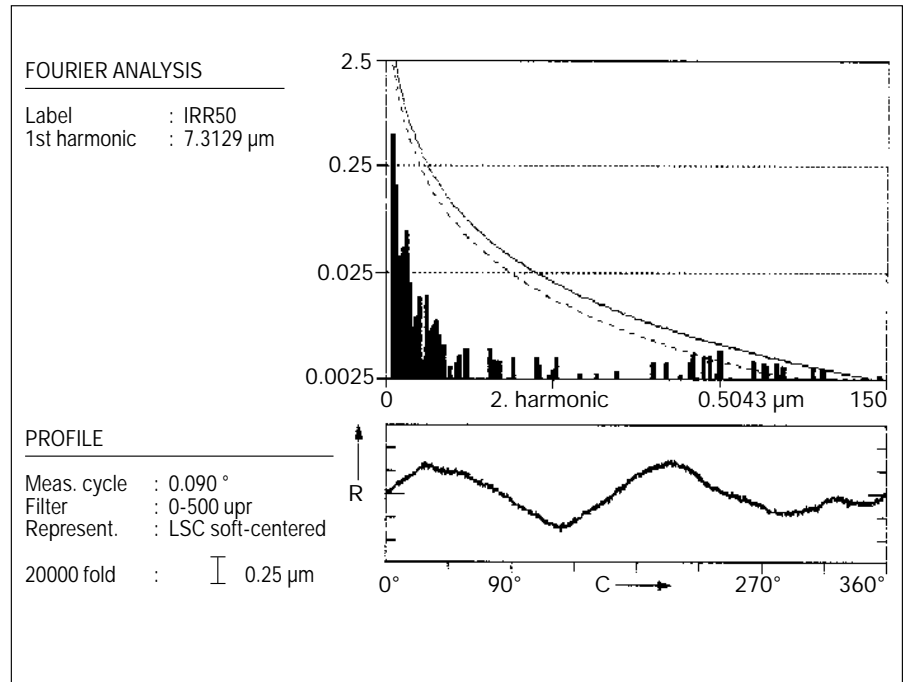 FOURIER ANALYSIS
Label : IRR50
1st harmonic : 7.3129 µm
2.5
0.25
0.025
0.0025
0 2. harmonic 0.5043 µm 150
PROFILE
Meas. cycle : 0.090 °
Filter : 0-500 upr
Represent. : LSC soft-centered
20000 fold : 0.25 µm
R
0° 90° C 270° 360°